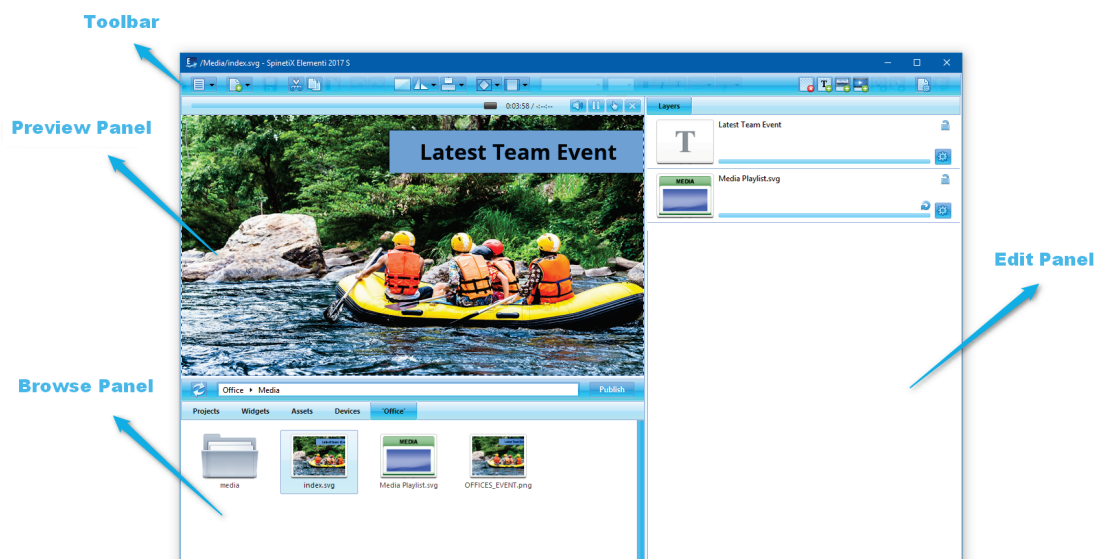 Toolbar
/Media/index.svg - SpinetiX Elementi 2017 S
0:03:58 / -:--:--
Layers
Preview Panel
Latest Team Event
Latest Team Event
T
MEDIA
Media Playlist.svg
Edit Panel
Browse Panel
Office ▸ Media
Publish
Projects Widgets Assets Devices 'Office'
MEDIA
media index.svg Media Playlist.svg OFFICES_EVENT.png